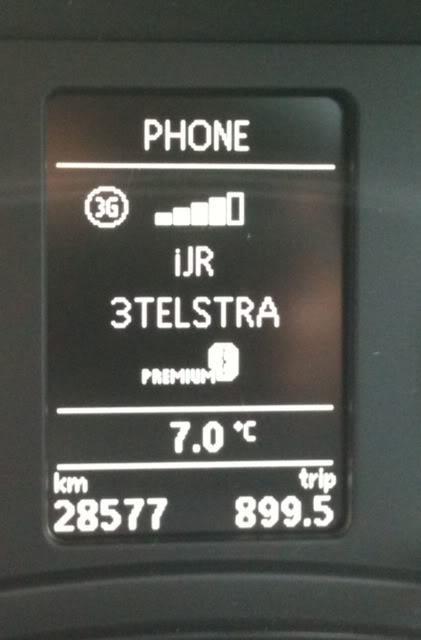 PHONE
3G
iJR
3TELSTRA
PREMIUM
7.0 °C
km trip
28577 899.5